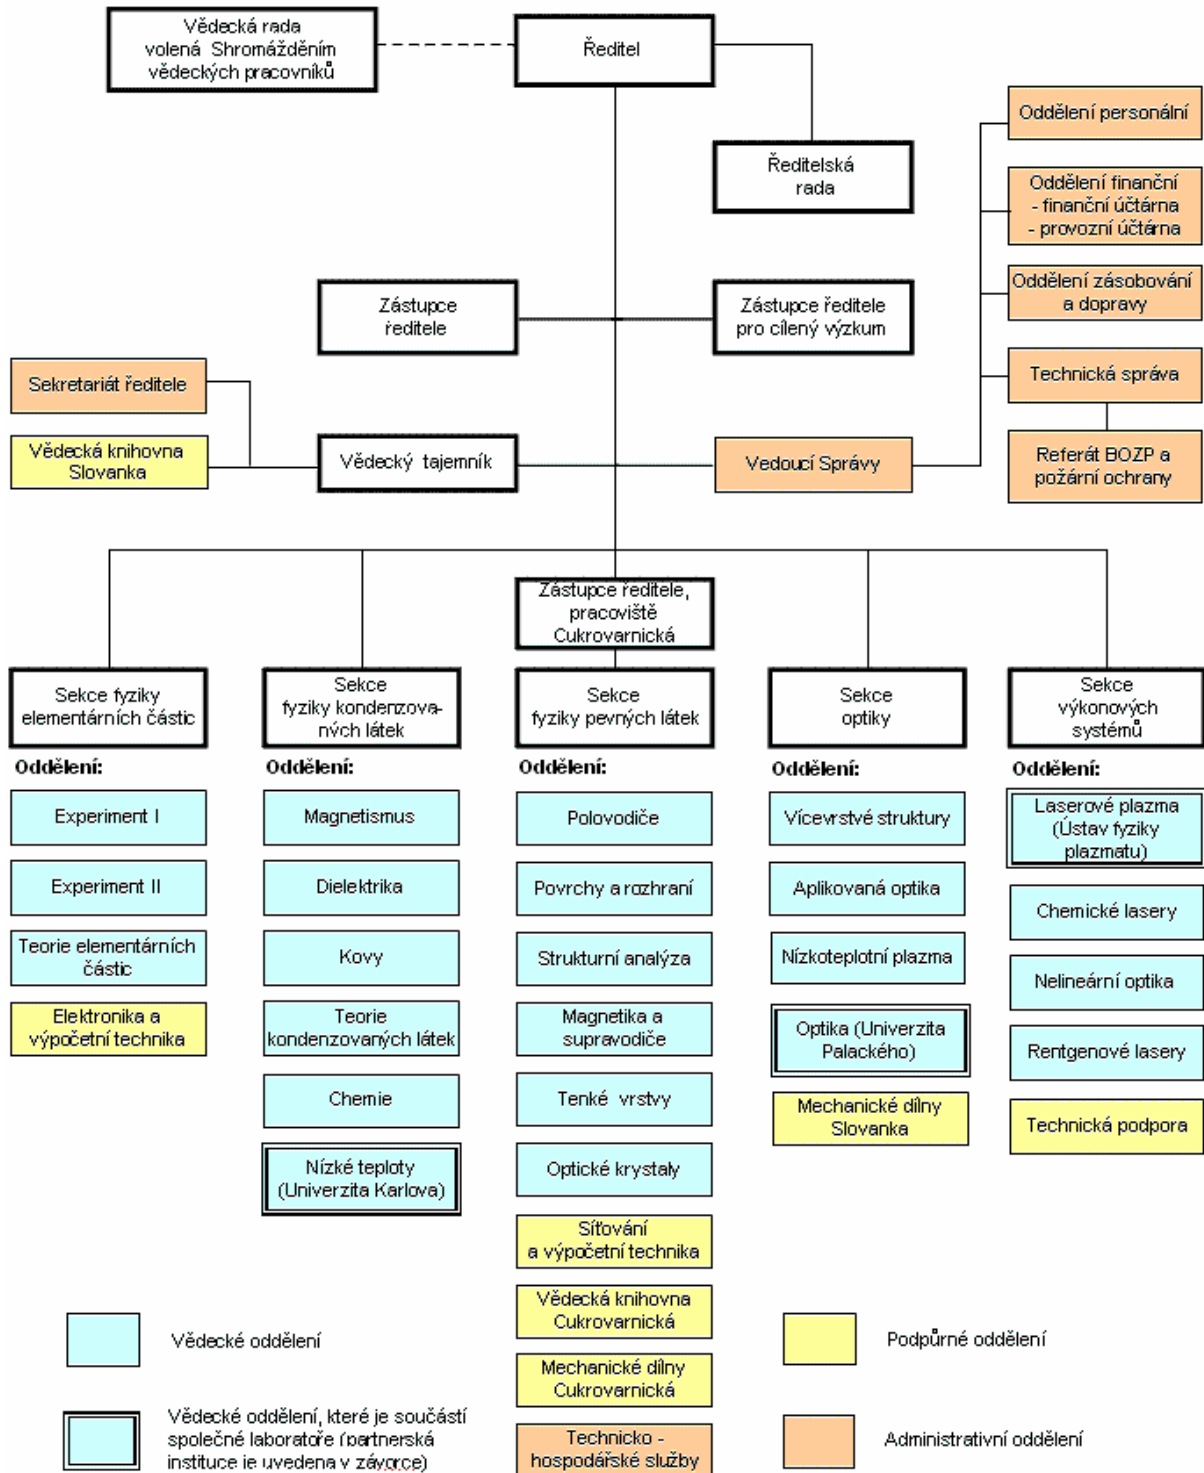 Vědecká rada
volená Shromážděním
vědeckých pracovníků
Ředitel
Ředitelská
rada
Oddělení personální
Oddělení finanční
- finanční účtárna
- provozní účtárna
Oddělení zásobování
a dopravy
Technická správa
Referát BOZP a
požární ochrany
Zástupce
ředitele
Zástupce ředitele
pro cílený výzkum
Sekretariát ředitele
Vědecká knihovna
Slovanka
Vědecký tajemník
Vedoucí Správy
Zástupce ředitele,
pracoviště
Cukrovarnická
Sekce fyziky
elementárních částic
Oddělení:
Experiment I
Experiment II
Teorie elementárních
částic
Elektronika a
výpočetní technika
Sekce
fyziky kondenzova-
ných látek
Oddělení:
Magnetismus
Dielektrika
Kovy
Teorie
kondenzovaných látek
Chemie
Nízké teploty
(Univerzita Karlova)
Sekce
fyziky pevných látek
Oddělení:
Polovodiče
Povrchy a rozhraní
Strukturní analýza
Magnetika a
supravodiče
Tenké vrstvy
Optické krystaly
Síťování
a výpočetní technika
Vědecká knihovna
Cukrovarnická
Mechanické dílny
Cukrovarnická
Technicko -
hospodářské služby
Sekce
optiky
Oddělení:
Vícevrstvé struktury
Aplikovaná optika
Nízkoteplotní plazma
Optika (Univerzita
Palackého)
Mechanické dílny
Slovanka
Sekce
výkonových
systémů
Oddělení:
Laserové plazma
(Ústav fyziky
plazmatu)
Chemické lasery
Nelineární optika
Rentgenové lasery
Technická podpora
Vědecké oddělení
Vědecké oddělení, které je součástí
společné laboratoře (partnerská
instituce je uvedena v závorce)
Podpůrné oddělení
Administrativní oddělení